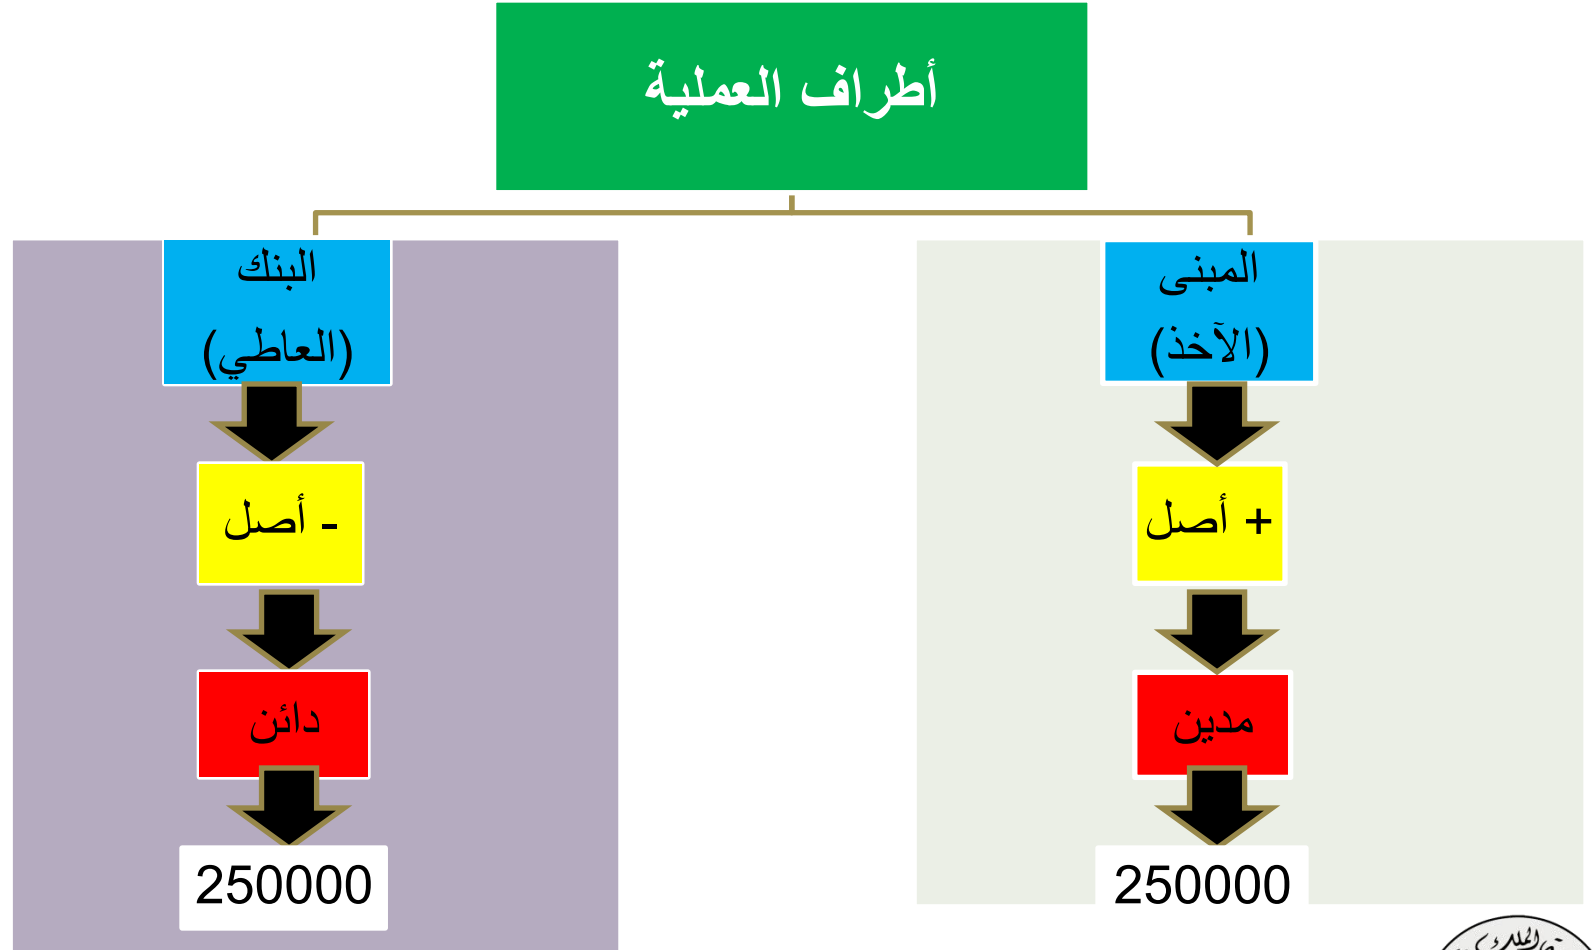 أطراف العملية
المبنى
(الآخذ)
+ أصل
مدين
250000
البنك
(العاطي)
- أصل
دائن
250000